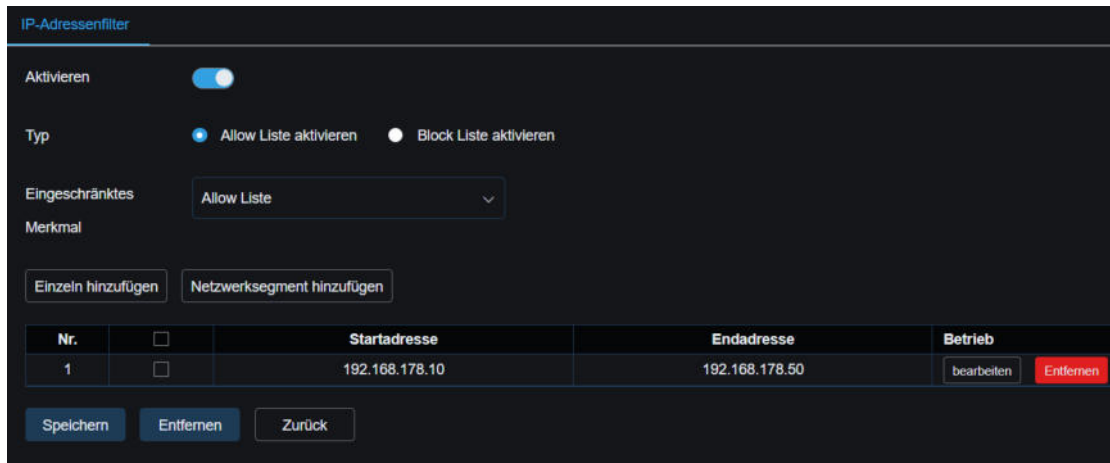 IP-Adressenfilter
Aktivieren
Typ Allow Liste aktivieren Block Liste aktivieren
Eingeschränktes
Merkmal
Allow Liste
Einzeln hinzufügen Netzwerksegment hinzufügen
Nr. Startadresse Endadresse Betrieb
1 192.168.178.10 192.168.178.50 bearbeiten Entfernen
Speichern Entfernen Zurück